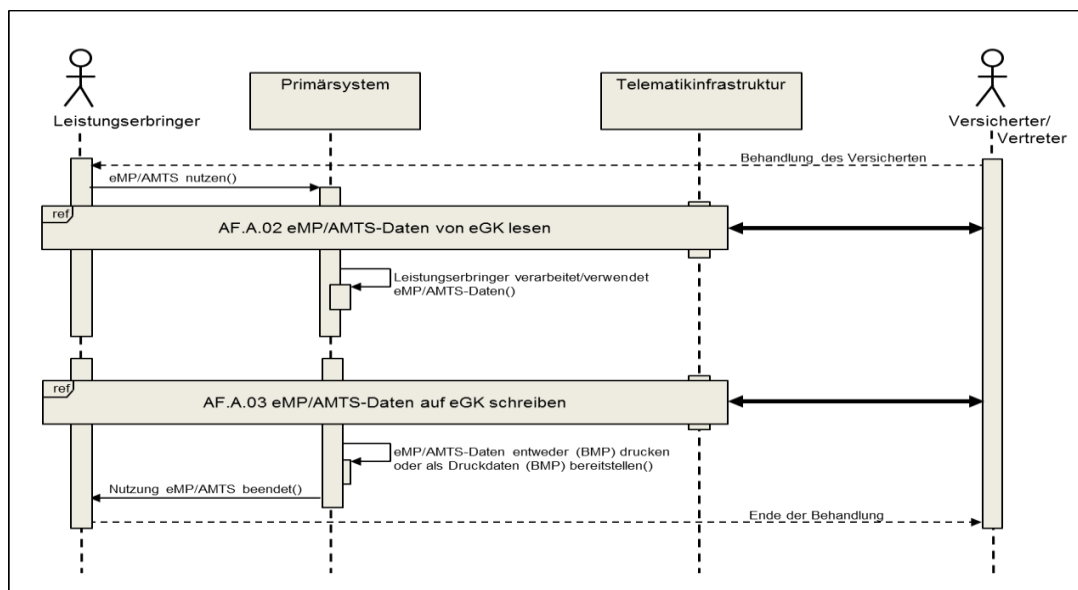 Leistungserbringer
Primärsystem
Telematikinfrastruktur
Versicherter/
Vertreter
Behandlung des Versicherten
eMP/AMTS nutzen()
ref
AF.A.02 eMP/AMTS-Daten von eGK lesen
Leistungserbringer verarbeitet/verwendet
eMP/AMTS-Daten()
ref
AF.A.03 eMP/AMTS-Daten auf eGK schreiben
eMP/AMTS-Daten entweder (BMP) drucken
oder als Druckdaten (BMP) bereitstellen()
Nutzung eMP/AMTS beendet()
Ende der Behandlung